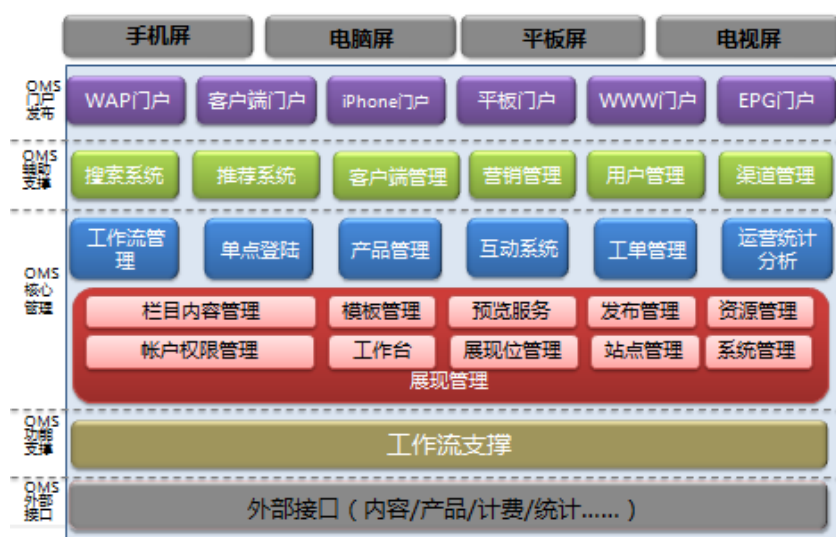 手机屏
电脑屏
平板屏
电视屏
OMS
门户
发布
WAP门户
客户端门户
iPhone门户
平板门户
WWW门户
EPG门户
OMS
辅助
支撑
搜索系统
推荐系统
客户端管理
营销管理
用户管理
渠道管理
OMS
核心
管理
工作流管
理
单点登陆
产品管理
互动系统
工单管理
运营统计
分析
栏目内容管理
模板管理
预览服务
发布管理
资源管理
帐户权限管理
工作台
展现位管理
站点管理
系统管理
展现管理
OMS
功能
支撑
工作流支撑
OMS
外部
接口
外部接口（内容/产品/计费/统计......）